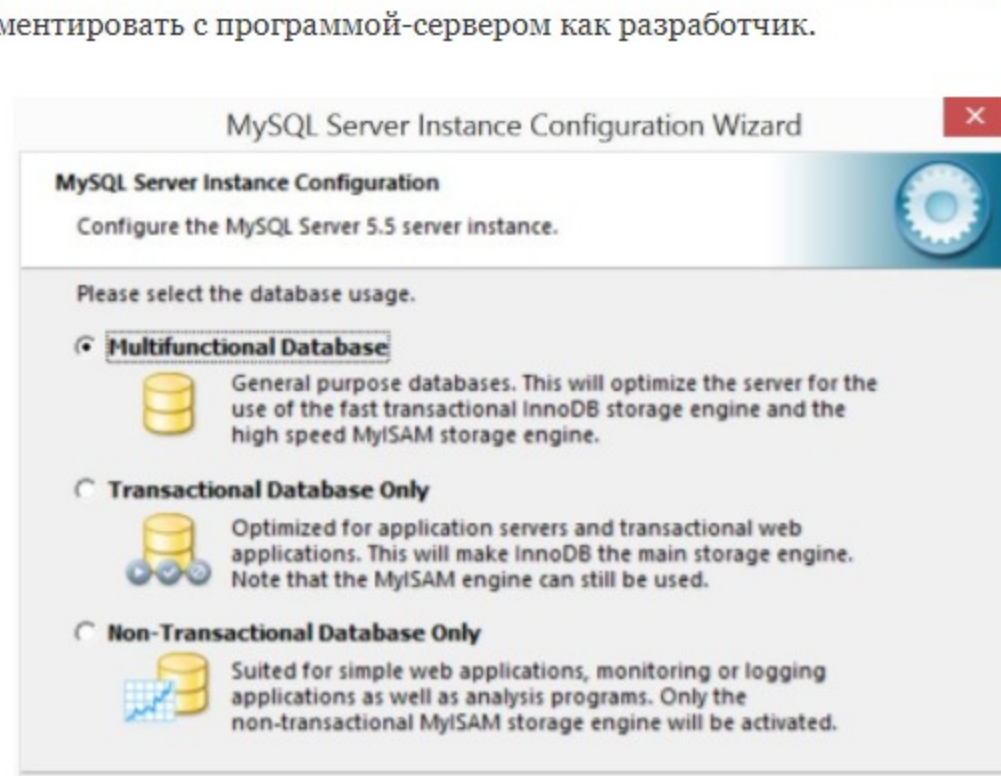 ментировать с программой-сервером как разработчик.
MySQL Server Instance Configuration Wizard
MySQL Server Instance Configuration
Configure the MySQL Server 5.5 server instance.
Please select the database usage.
Multifunctional Database
General purpose databases. This will optimize the server for the
use of the fast transactional InnoDB storage engine and the
high speed MyISAM storage engine.
Transactional Database Only
Optimized for application servers and transactional web
applications. This will make InnoDB the main storage engine.
Note that the MyISAM engine can still be used.
Non-Transactional Database Only
Suited for simple web applications, monitoring or logging
applications as well as analysis programs. Only the
non-transactional MyISAM storage engine will be activated.